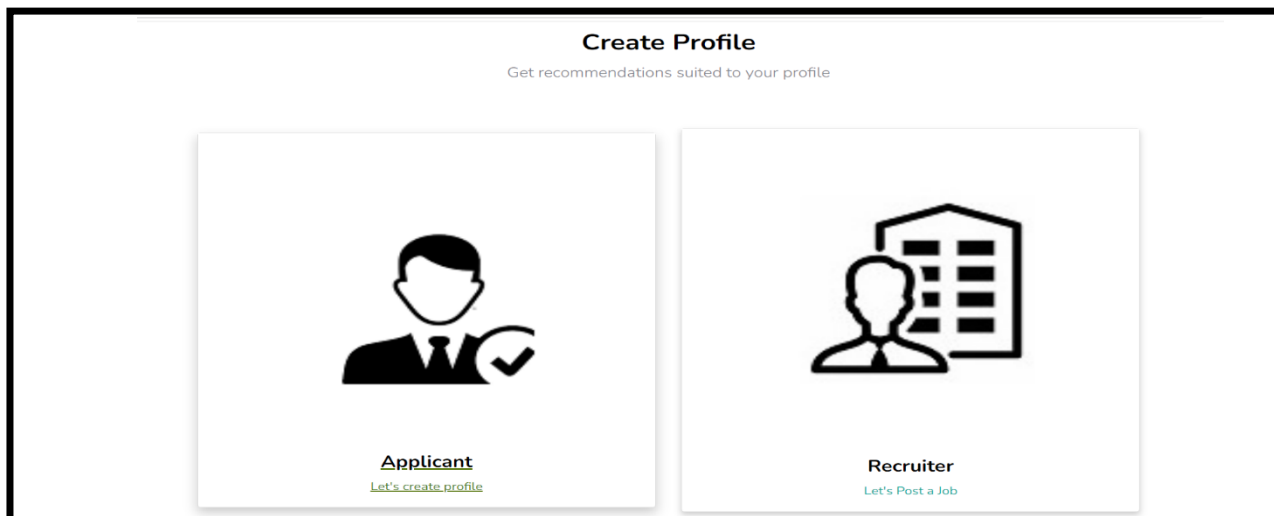 Create Profile
Get recommendations suited to your profile
Applicant
Let's create profile
Recruiter
Let's Post a Job